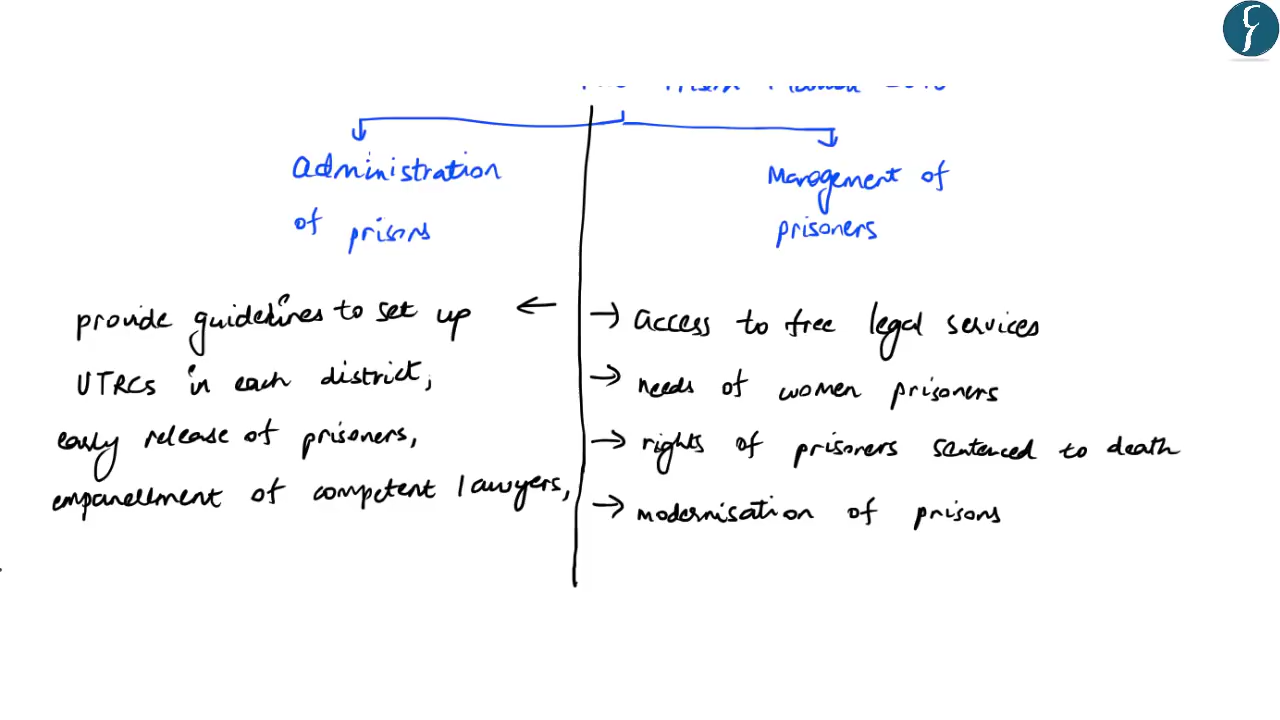 Administration
of prisons
provide guidelines to set up
UTRCs in each district,
early release of prisoners,
empanellment of competent lawyers,
Management of
prisoners
→ access to free legal services
→ needs of women prisoners
→ rights of prisoners sentenced to death
→ modernisation of prisons